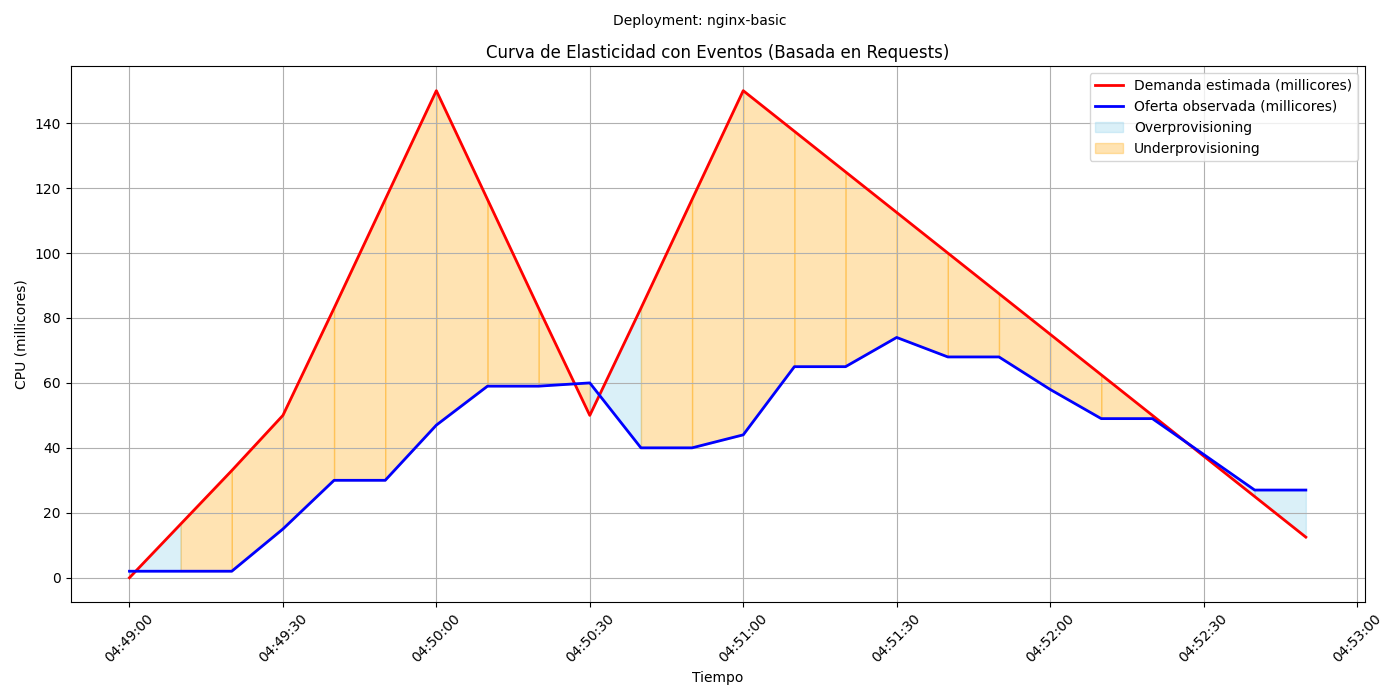 Deployment: nginx-basic
Curva de Elasticidad con Eventos (Basada en Requests)
Demanda estimada (millicores)
Oferta observada (millicores)
Overprovisioning
Underprovisioning
CPU (millicores)
140
120
100
80
60
40
20
0
04:49:00
04:49:30
04:50:00
04:50:30
04:51:00
04:51:30
04:52:00
04:52:30
04:53:00
Tiempo